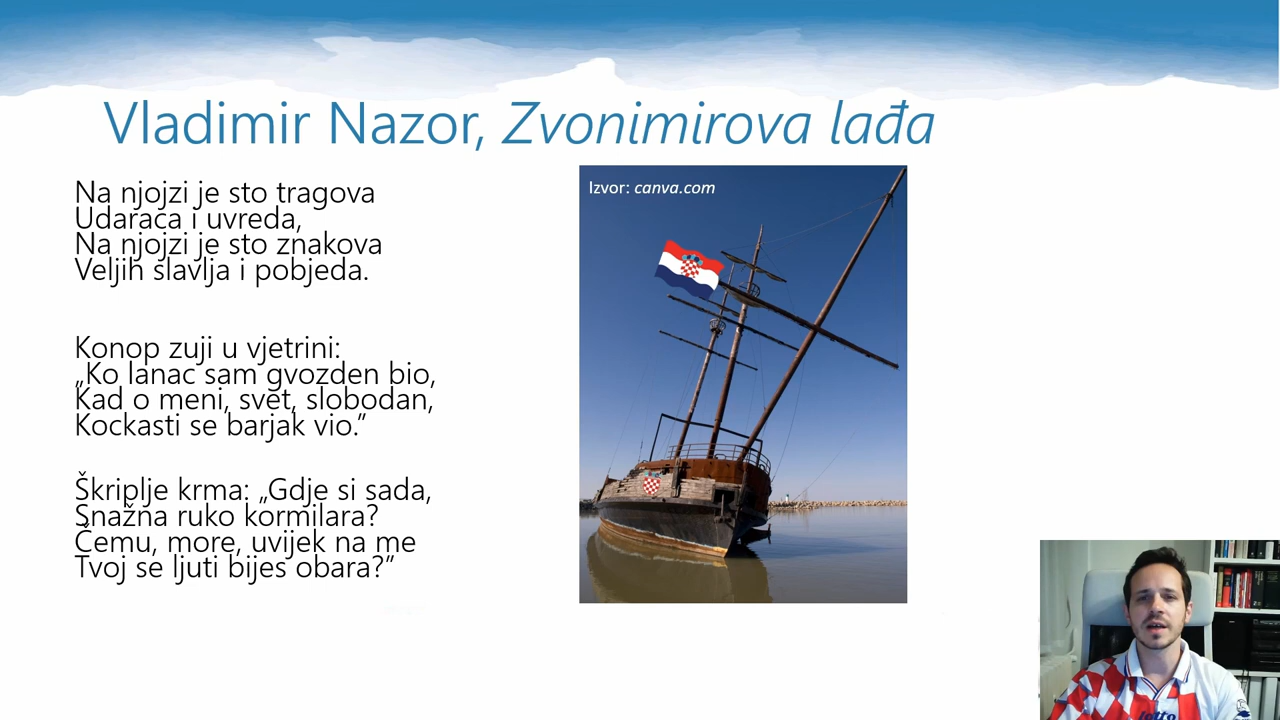 Vladimir Nazor, Zvonimirova lađa
Na njojzi je sto tragova
Udaraca i uvreda,
Na njojzi je sto znakova
Veljih slavlja i pobjeda.
Konop zuji u vjetrini:
„Ko lanac sam gvozden bio,
Kad o meni, svet, slobodan,
Kockasti se barjak vio.”
Škriplje krma: „Gdje si sada,
Snažna ruko kormilara?
Čemu, more, uvijek na me
Tvoj se ljuti bijes obara?”
Izvor: canva.com